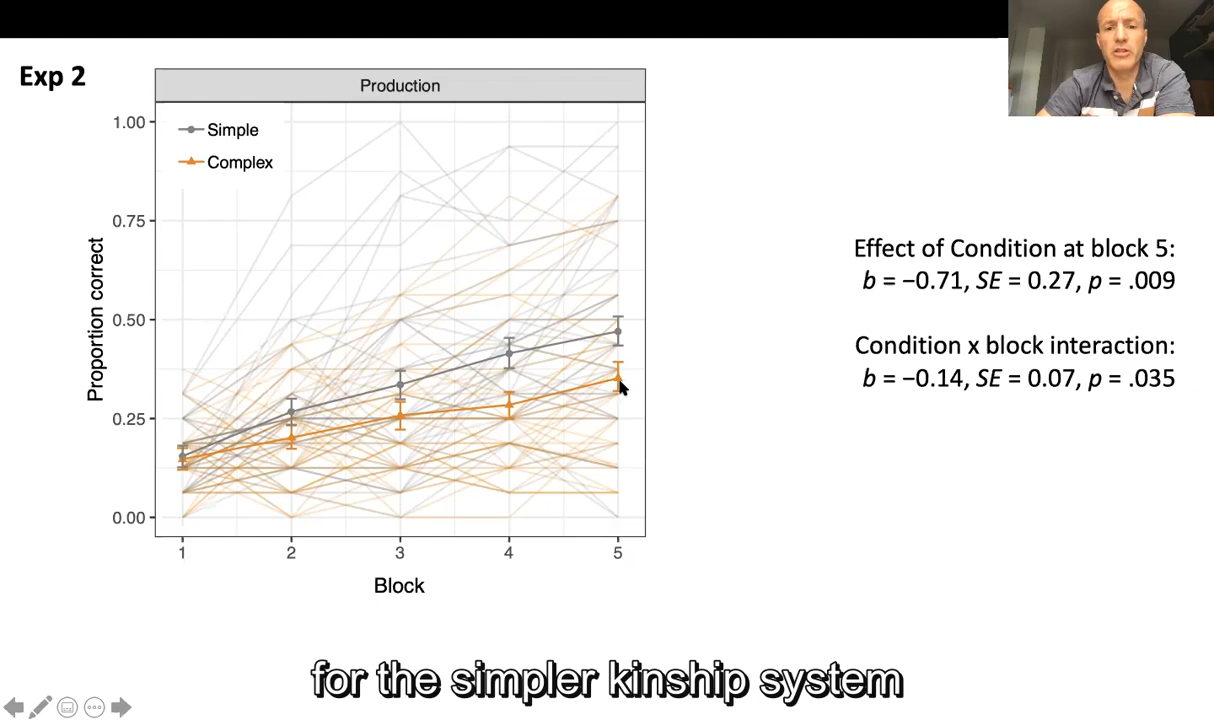 Exp 2
Production
Simple
Complex
1.00
0.75
0.50
0.25
0.00
Proportion correct
1 2 3 4 5
Block
Effect of Condition at block 5:
b = −0.71, SE = 0.27, p = .009
Condition x block interaction:
b = −0.14, SE = 0.07, p = .035
for the simpler kinship system